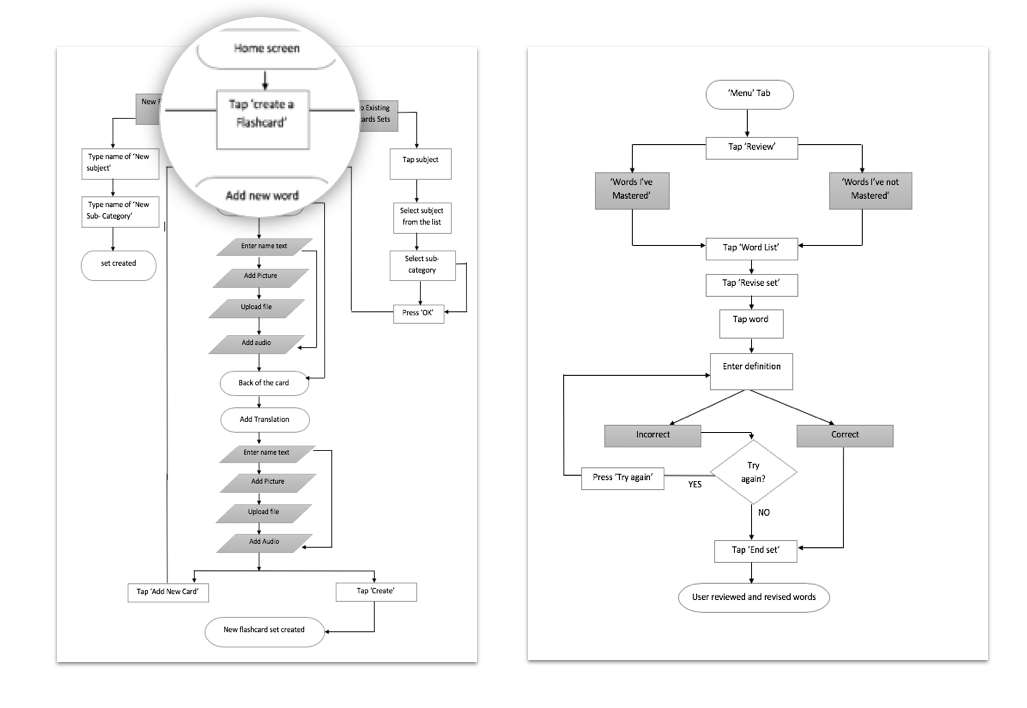 Home screen
Tap 'create a
Flashcard'
Add new word
New
o Existing
ards Sets
Type name of 'New
subject'
Type name of 'New
Sub- Category'
set created
Tap subject
Select subject
from the list
Select sub-
category
Press 'OK'
Enter name text
Add Picture
Upload file
Add audio
Back of the card
Add Translation
Enter name text
Add Picture
Upload file
Add Audio
Tap 'Add New Card'
Tap 'Create'
New flashcard set created
'Menu' Tab
Tap 'Review'
'Words I've
Mastered'
'Words I've not
Mastered'
Tap 'Word List'
Tap 'Revise set'
Tap word
Enter definition
Incorrect
Correct
Try
again?
Press 'Try again'
YES
NO
Tap 'End set'
User reviewed and revised words